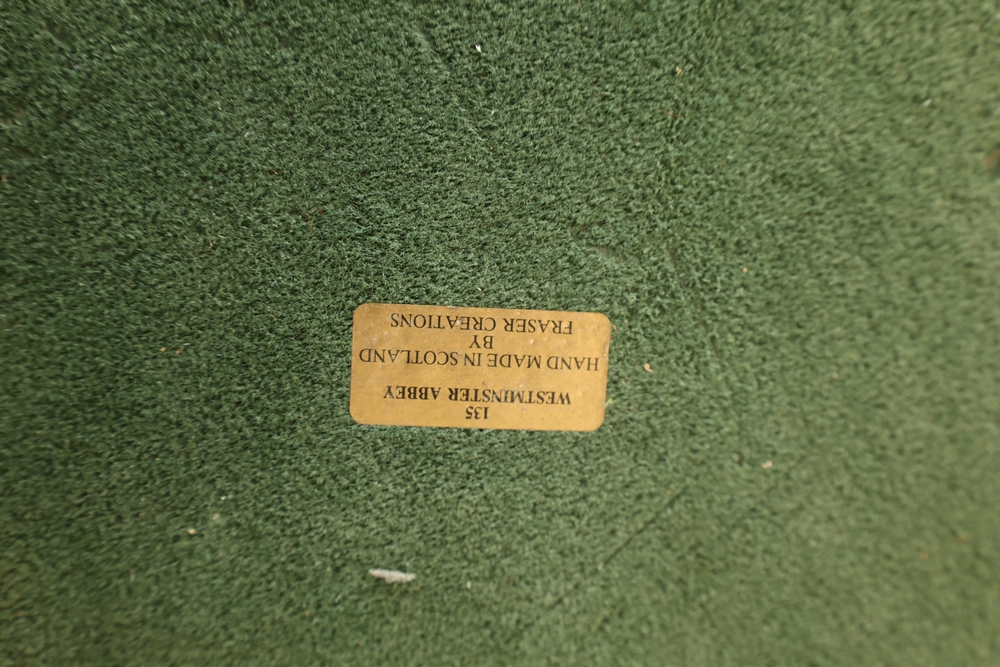 135
WESTMINSTER ABBEY
HAND MADE IN SCOTLAND
BY
FRASER CREATIONS